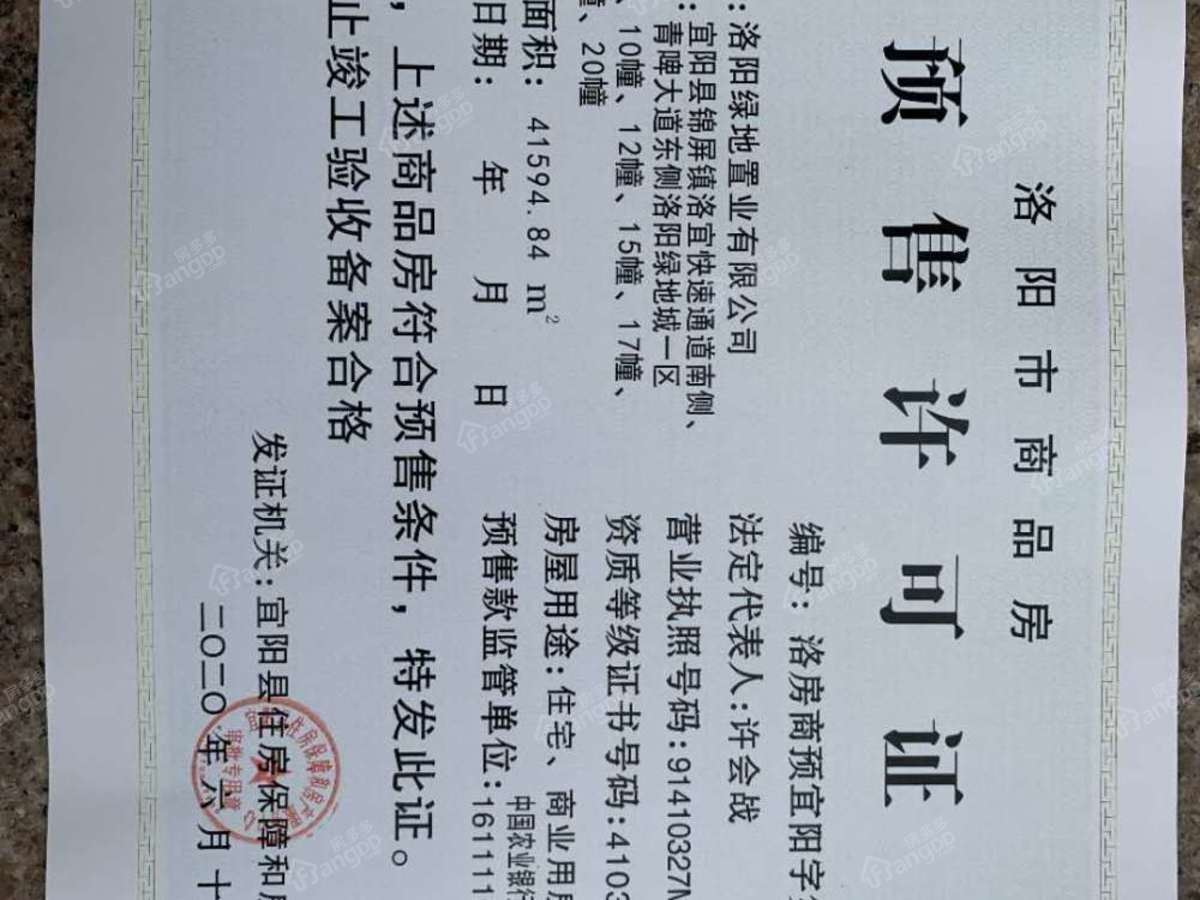 洛阳市商品房
预售许可证
编号:洛房商预宜阳字
:洛阳绿地置业有限公司
法定代表人:许会战
:宜阳县锦屏镇洛宜快速通道南侧、
青啤大道东侧洛阳绿地城一区
营业执照号码:91410327M
、10幢、12幢、15幢、17幢、
幢、20幢
资质等级证书号码:4103
面积:41594.84 m²
房屋用途:住宅、商业用房
日期: 年 月 日
预售款监管单位:中国农业银行
161111
,上述商品房符合预售条件,特发此证。
止竣工验收备案合格
发证机关:宜阳县住房保障和房
二〇二〇年六月十